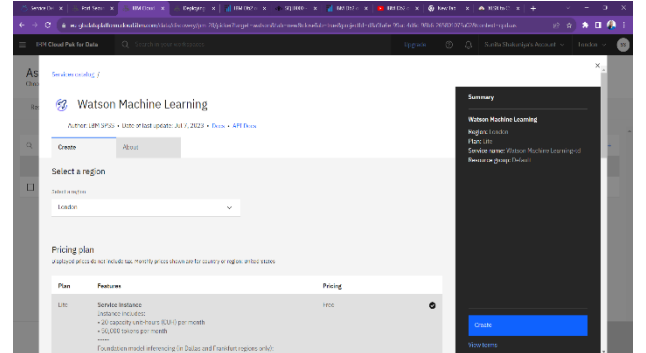 IBM Cloud Pak for Data
Search in your workspaces
Upgrade
London
As
Services catalog /
Watson Machine Learning
Author: IBM SPSS • Date of last update: Jul 7, 2023 • Docs • API Docs
Create
About
Select a region
Select a region
London
Pricing plan
Displayed prices do not include tax. Monthly prices shown are for country or region: United States
Plan
Features
Pricing
Lite
Service Instance
Free
Instance includes:
• 20 capacity unit-hours (CUH) per month
• 50,000 tokens per month
-----
Foundation model inferencing (in Dallas and Frankfurt regions only):
Summary
Watson Machine Learning
Region: London
Plan: Lite
Service name: Watson Machine Learning-cd
Resource group: Default
Create
View terms